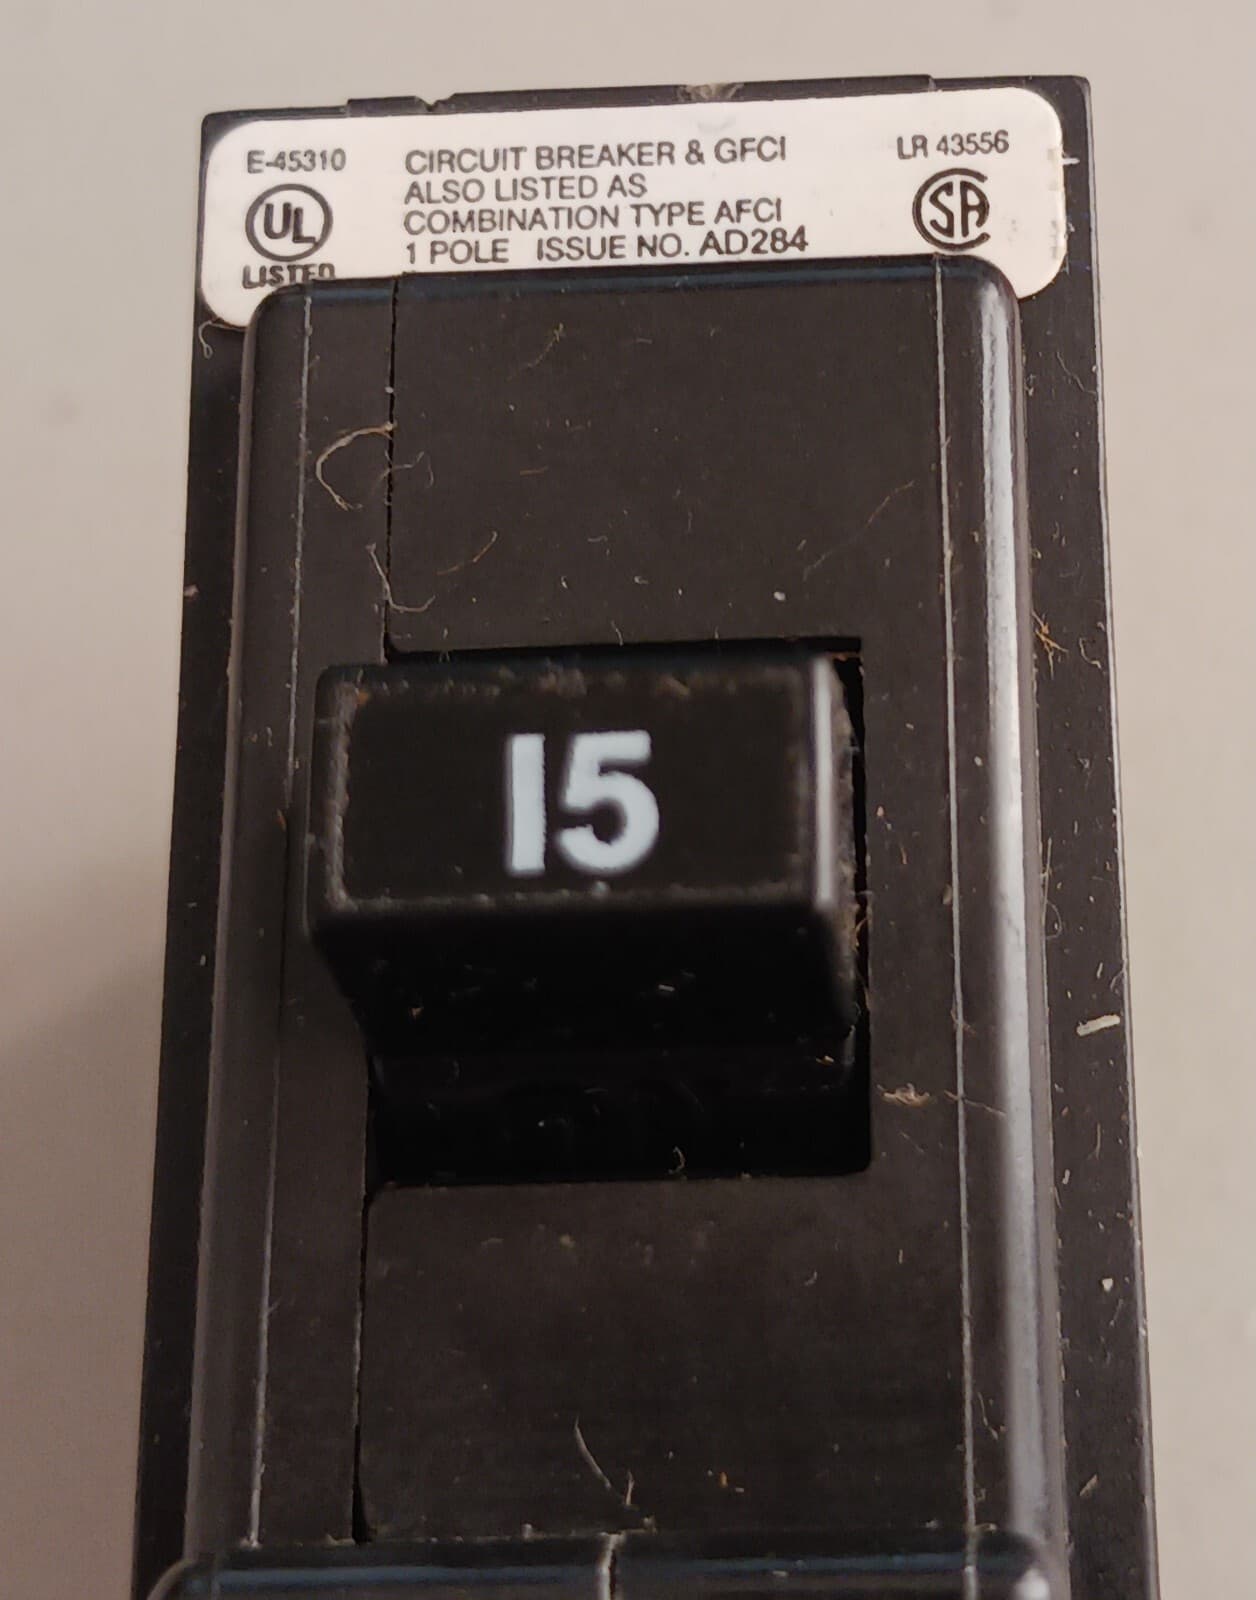 E-45310
UL
LISTED
CIRCUIT BREAKER & GFCI
ALSO LISTED AS
COMBINATION TYPE AFCI
1 POLE ISSUE NO. AD284
LR 43556
SA
15